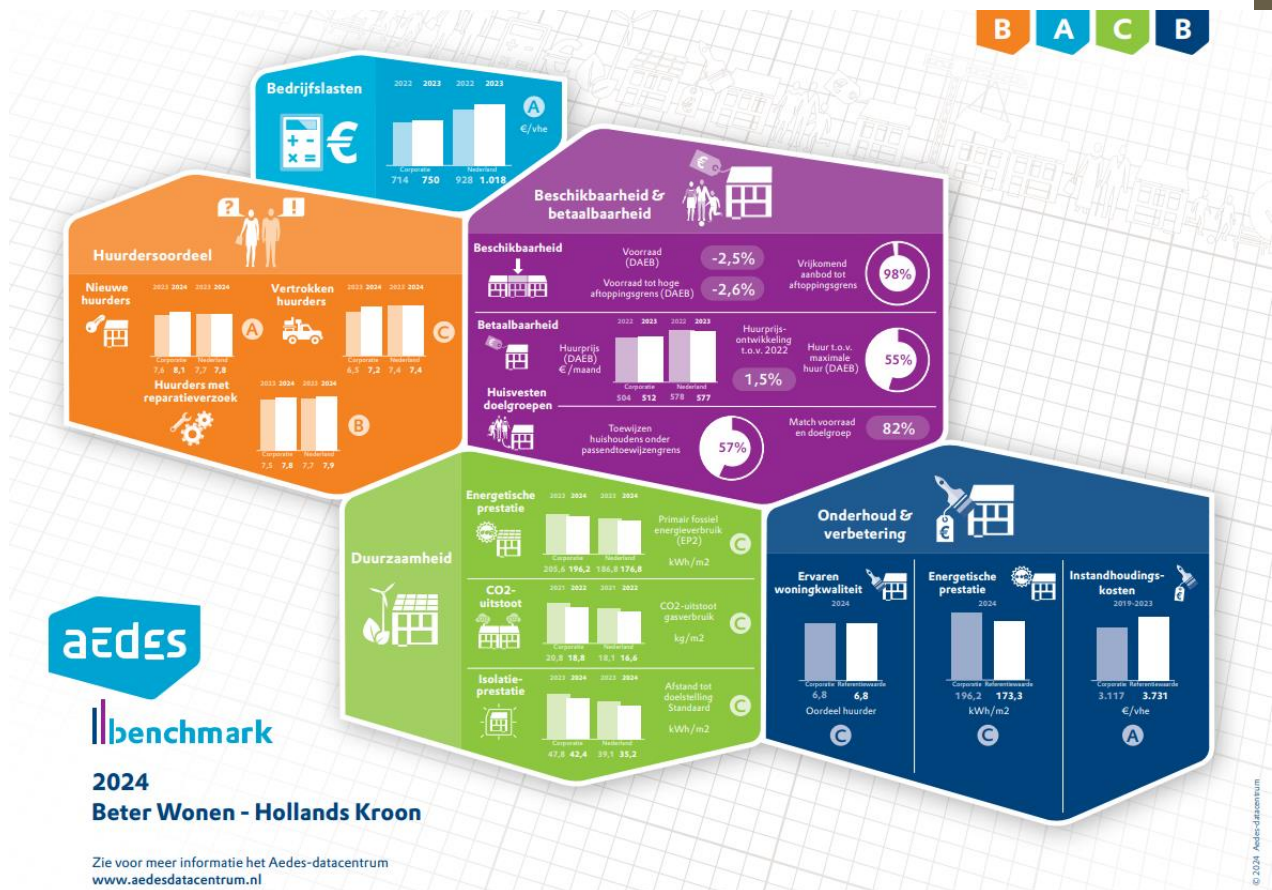 B A C B
Bedrijfslasten
2022 2023 2022 2023
A
€/vhe
Corporatie Nederland
714 750 928 1.018
Huurdersoordeel
Nieuwe
huurders
2023 2024 2023 2024
A
Corporatie Nederland
7,6 8,1 7,7 7,8
Vertrokken
huurders
2023 2024 2023 2024
C
Corporatie Nederland
6,5 7,2 7,4 7,4
Huurders met
reparatieverzoek
2023 2024 2023 2024
B
Corporatie Nederland
7,5 7,8 7,7 7,9
Beschikbaarheid &
betaalbaarheid
Beschikbaarheid
Voorraad
(DAEB)
-2,5%
Voorraad tot hoge
aftoppingsgrens (DAEB)
-2,6%
Vrijkomend
aanbod tot
aftoppingsgrens
98%
Betaalbaarheid
Huurprijs
(DAEB)
€/maand
2022 2023 2022 2023
Corporatie Nederland
504 512 578 577
Huurprijs-
ontwikkeling
t.o.v. 2022
1,5%
Huur t.o.v.
maximale
huur (DAEB)
55%
Huisvesten
doelgroepen
Toewijzen
huishoudens onder
passendtoewijzengrens
57%
Match voorraad
en doelgroep
82%
Duurzaamheid
Energetische
prestatie
2023 2024 2023 2024
Corporatie Nederland
205,6 196,2 186,8 176,8
Primair fossiel
energieverbruik
(EP2)
kWh/m2
C
CO2-
uitstoot
2021 2022 2021 2022
Corporatie Nederland
20,8 18,8 18,1 16,6
CO2-uitstoot
gasverbruik
kg/m2
C
Isolatie-
prestatie
2023 2024 2023 2024
Corporatie Nederland
47,8 42,4 39,1 35,2
Afstand tot
doelstelling
Standaard
kWh/m2
C
Onderhoud &
verbetering
Ervaren
woningkwaliteit
2024
Corporatie Referentiewaarde
6,8 6,8
Oordeel huurder
C
Energetische
prestatie
2024
Corporatie Referentiewaarde
196,2 173,3
kWh/m2
C
Instandhoudings-
kosten
2019-2023
Corporatie Referentiewaarde
3.117 3.731
€/vhe
A
aedes
benchmark
2024
Beter Wonen - Hollands Kroon
Zie voor meer informatie het Aedes-datacentrum
www.aedesdatacentrum.nl
© 2024 Aedes-datacentrum